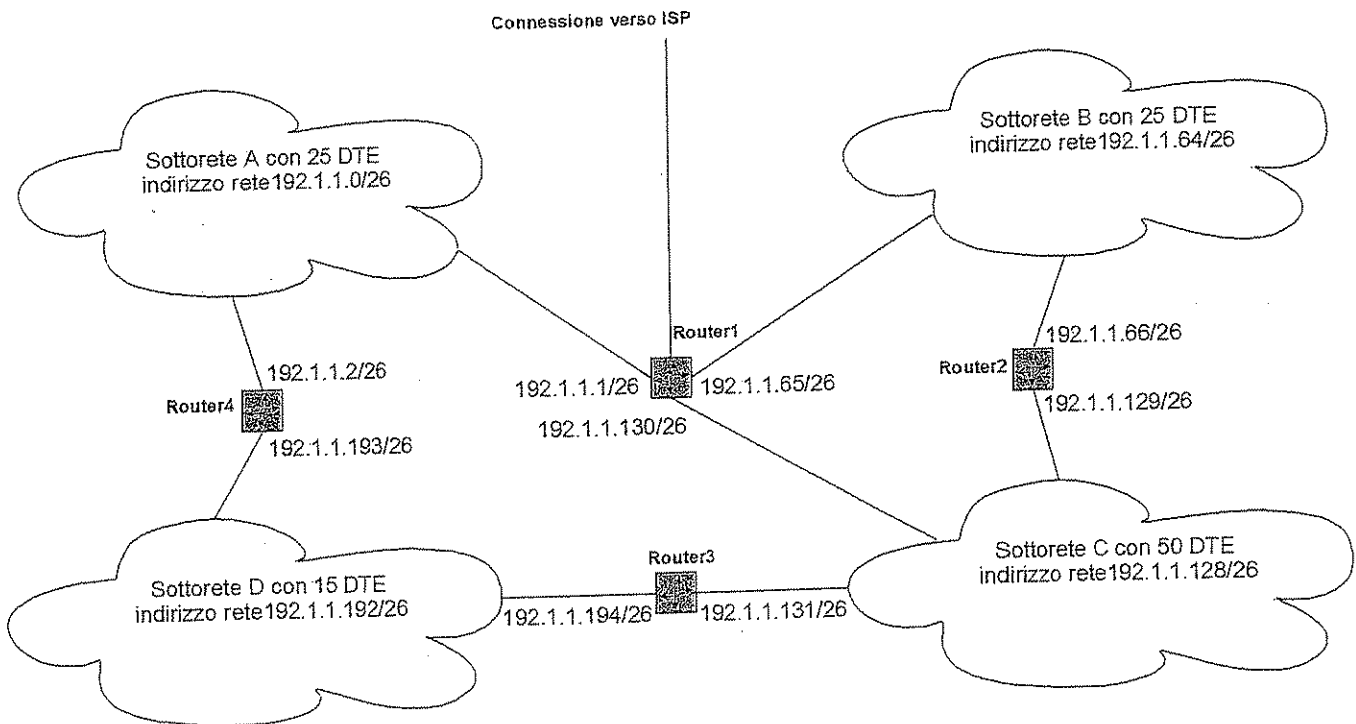 Connessione verso ISP
Sottorete A con 25 DTE
indirizzo rete192.1.1.0/26
Sottorete B con 25 DTE
indirizzo rete192.1.1.64/26
Router1
192.1.1.1/26
192.1.1.65/26
192.1.1.130/26
192.1.1.66/26
Router2
192.1.1.129/26
192.1.1.2/26
Router4
192.1.1.193/26
Sottorete D con 15 DTE
indirizzo rete192.1.1.192/26
Router3
192.1.1.194/26
192.1.1.131/26
Sottorete C con 50 DTE
indirizzo rete192.1.1.128/26